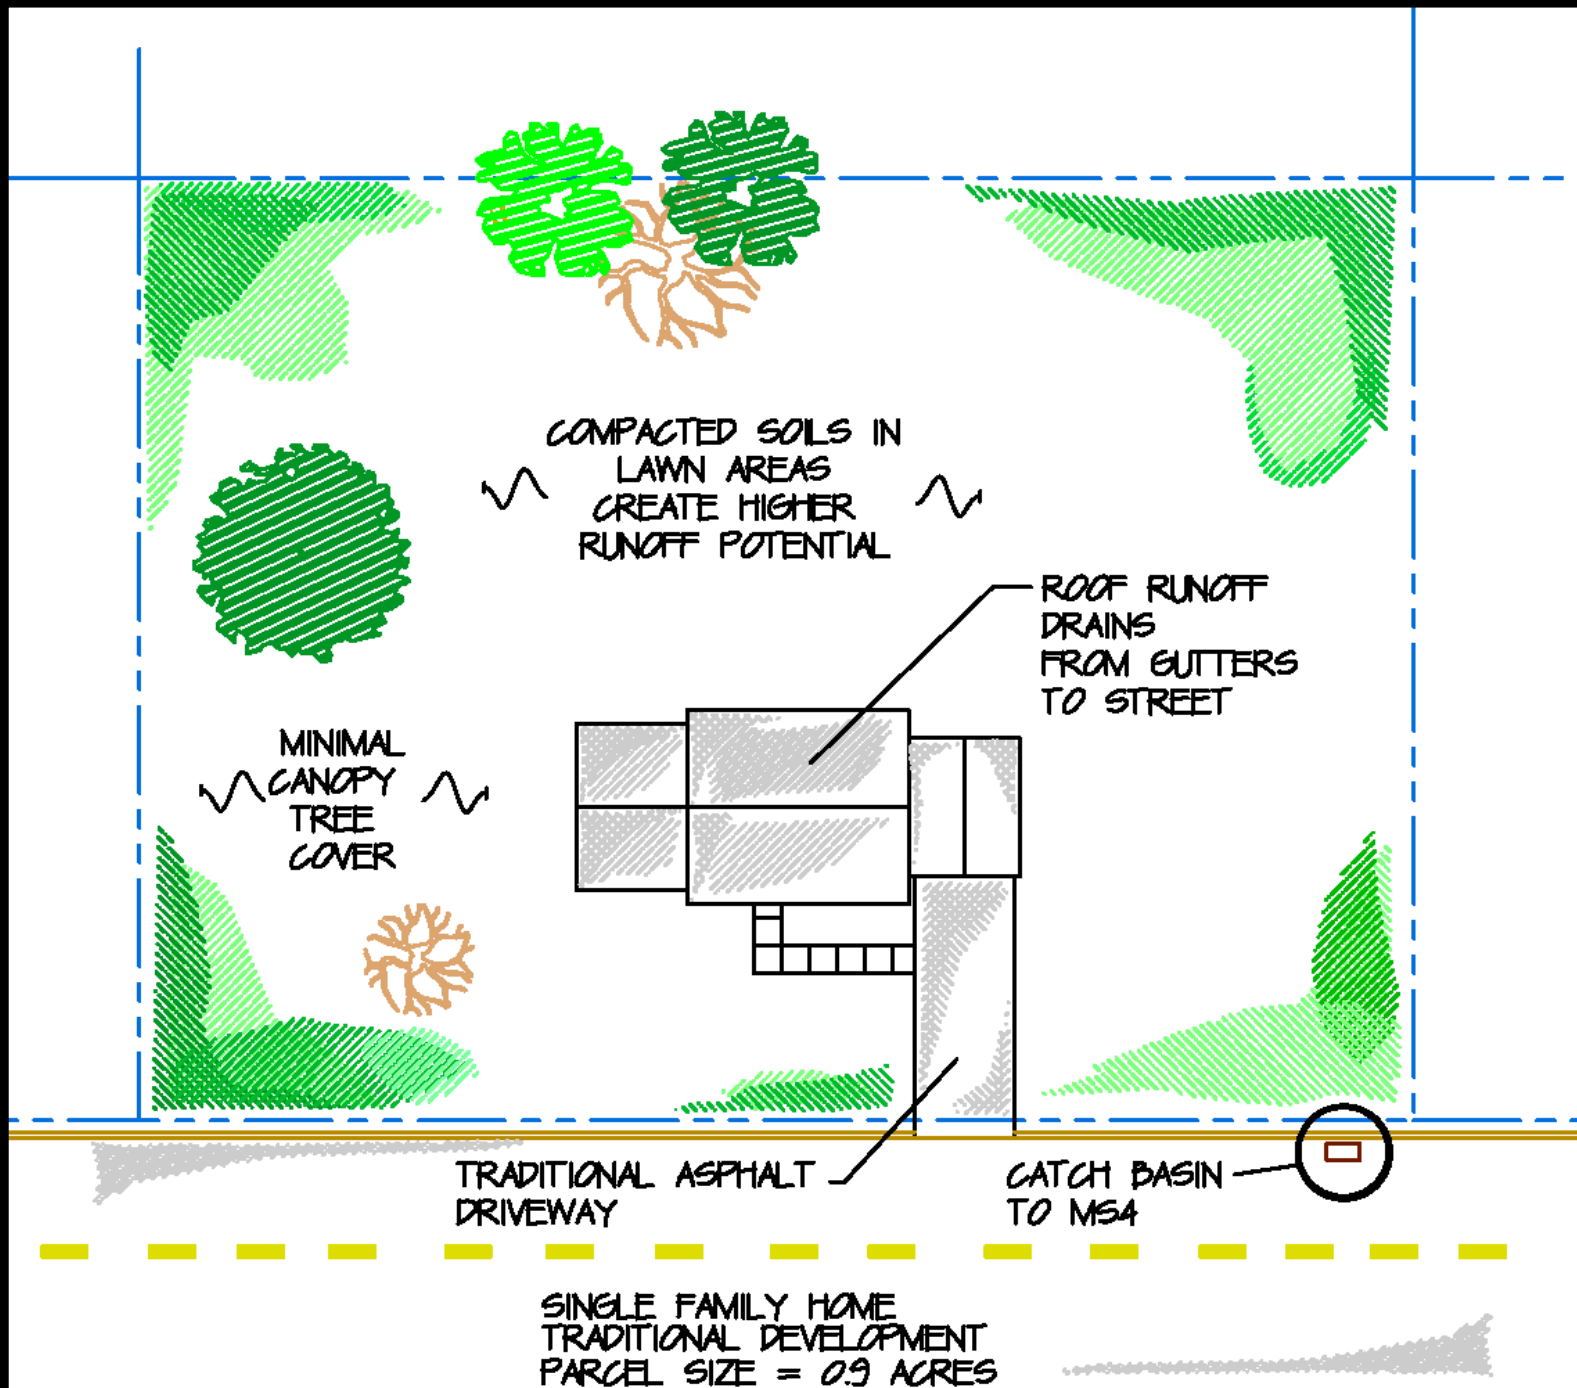 COMPACTED SOILS IN
LAWN AREAS
CREATE HIGHER
RUNOFF POTENTIAL
ROOF RUNOFF
DRAINS
FROM GUTTERS
TO STREET
MINIMAL
CANOPY
TREE
COVER
TRADITIONAL ASPHALT
DRIVEWAY
CATCH BASIN
TO MS4
SINGLE FAMILY HOME
TRADITIONAL DEVELOPMENT
PARCEL SIZE = 0.9 ACRES